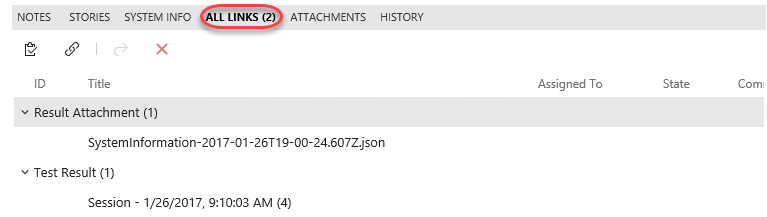 NOTES STORIES SYSTEM INFO ALL LINKS (2) ATTACHMENTS HISTORY
ID Title Assigned To State Comm
Result Attachment (1)
SystemInformation-2017-01-26T19-00-24.607Z.json
Test Result (1)
Session - 1/26/2017, 9:10:03 AM (4)